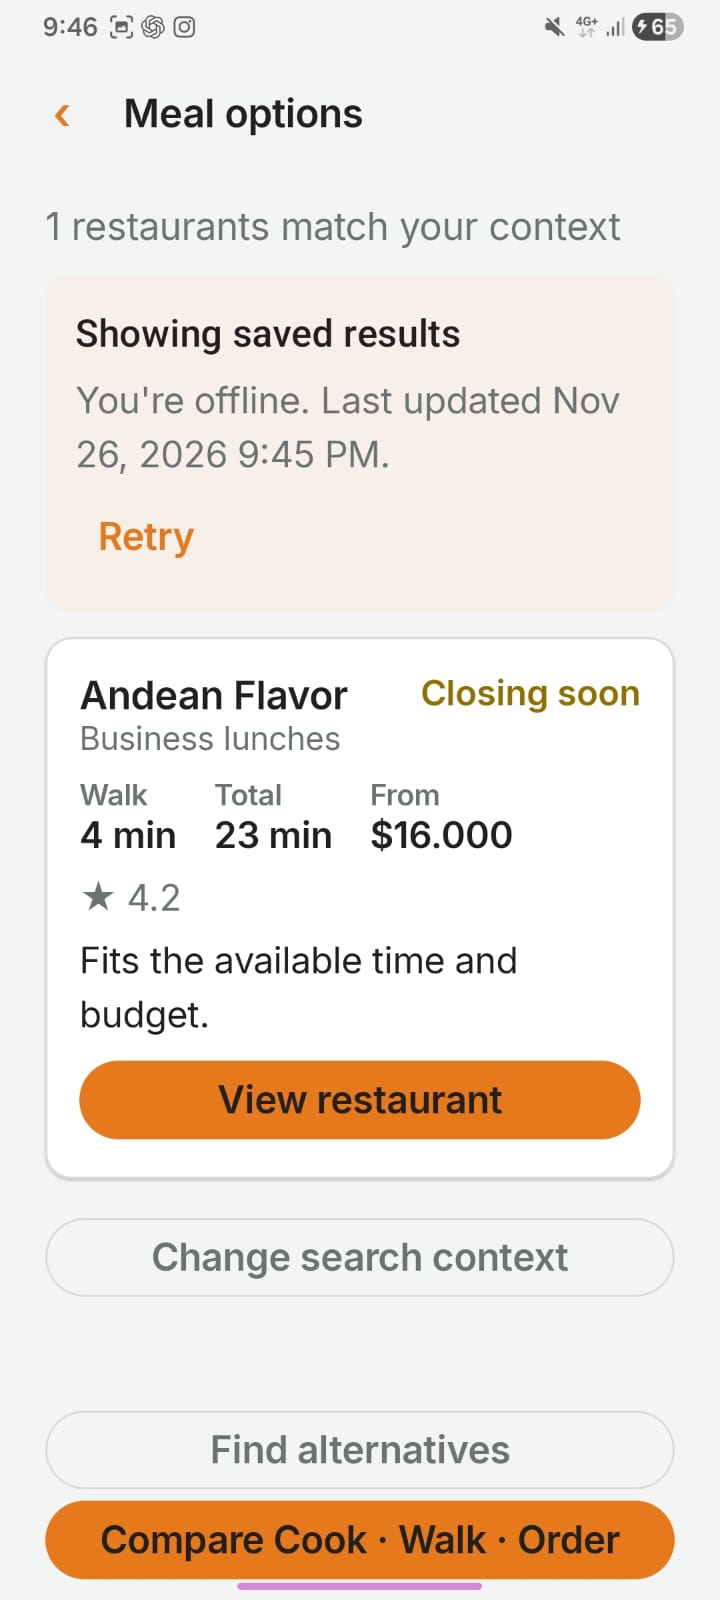 9:46
4G+
65
Meal options
1 restaurants match your context
Showing saved results
You're offline. Last updated Nov
26, 2026 9:45 PM.
Retry
Andean Flavor
Closing soon
Business lunches
Walk Total From
4 min 23 min $16.000
★ 4.2
Fits the available time and
budget.
View restaurant
Change search context
Find alternatives
Compare Cook · Walk · Order